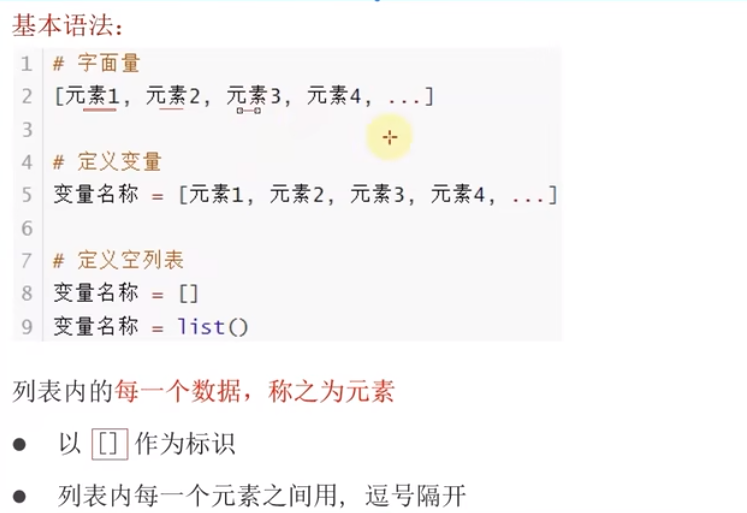 基本语法：
1 # 字面量
2 [元素1, 元素2, 元素3, 元素4, ...]
3
4 # 定义变量
5 变量名称 = [元素1, 元素2, 元素3, 元素4, ...]
6
7 # 定义空列表
8 变量名称 = []
9 变量名称 = list()
列表内的每一个数据，称之为元素
● 以 [] 作为标识
● 列表内每一个元素之间用, 逗号隔开